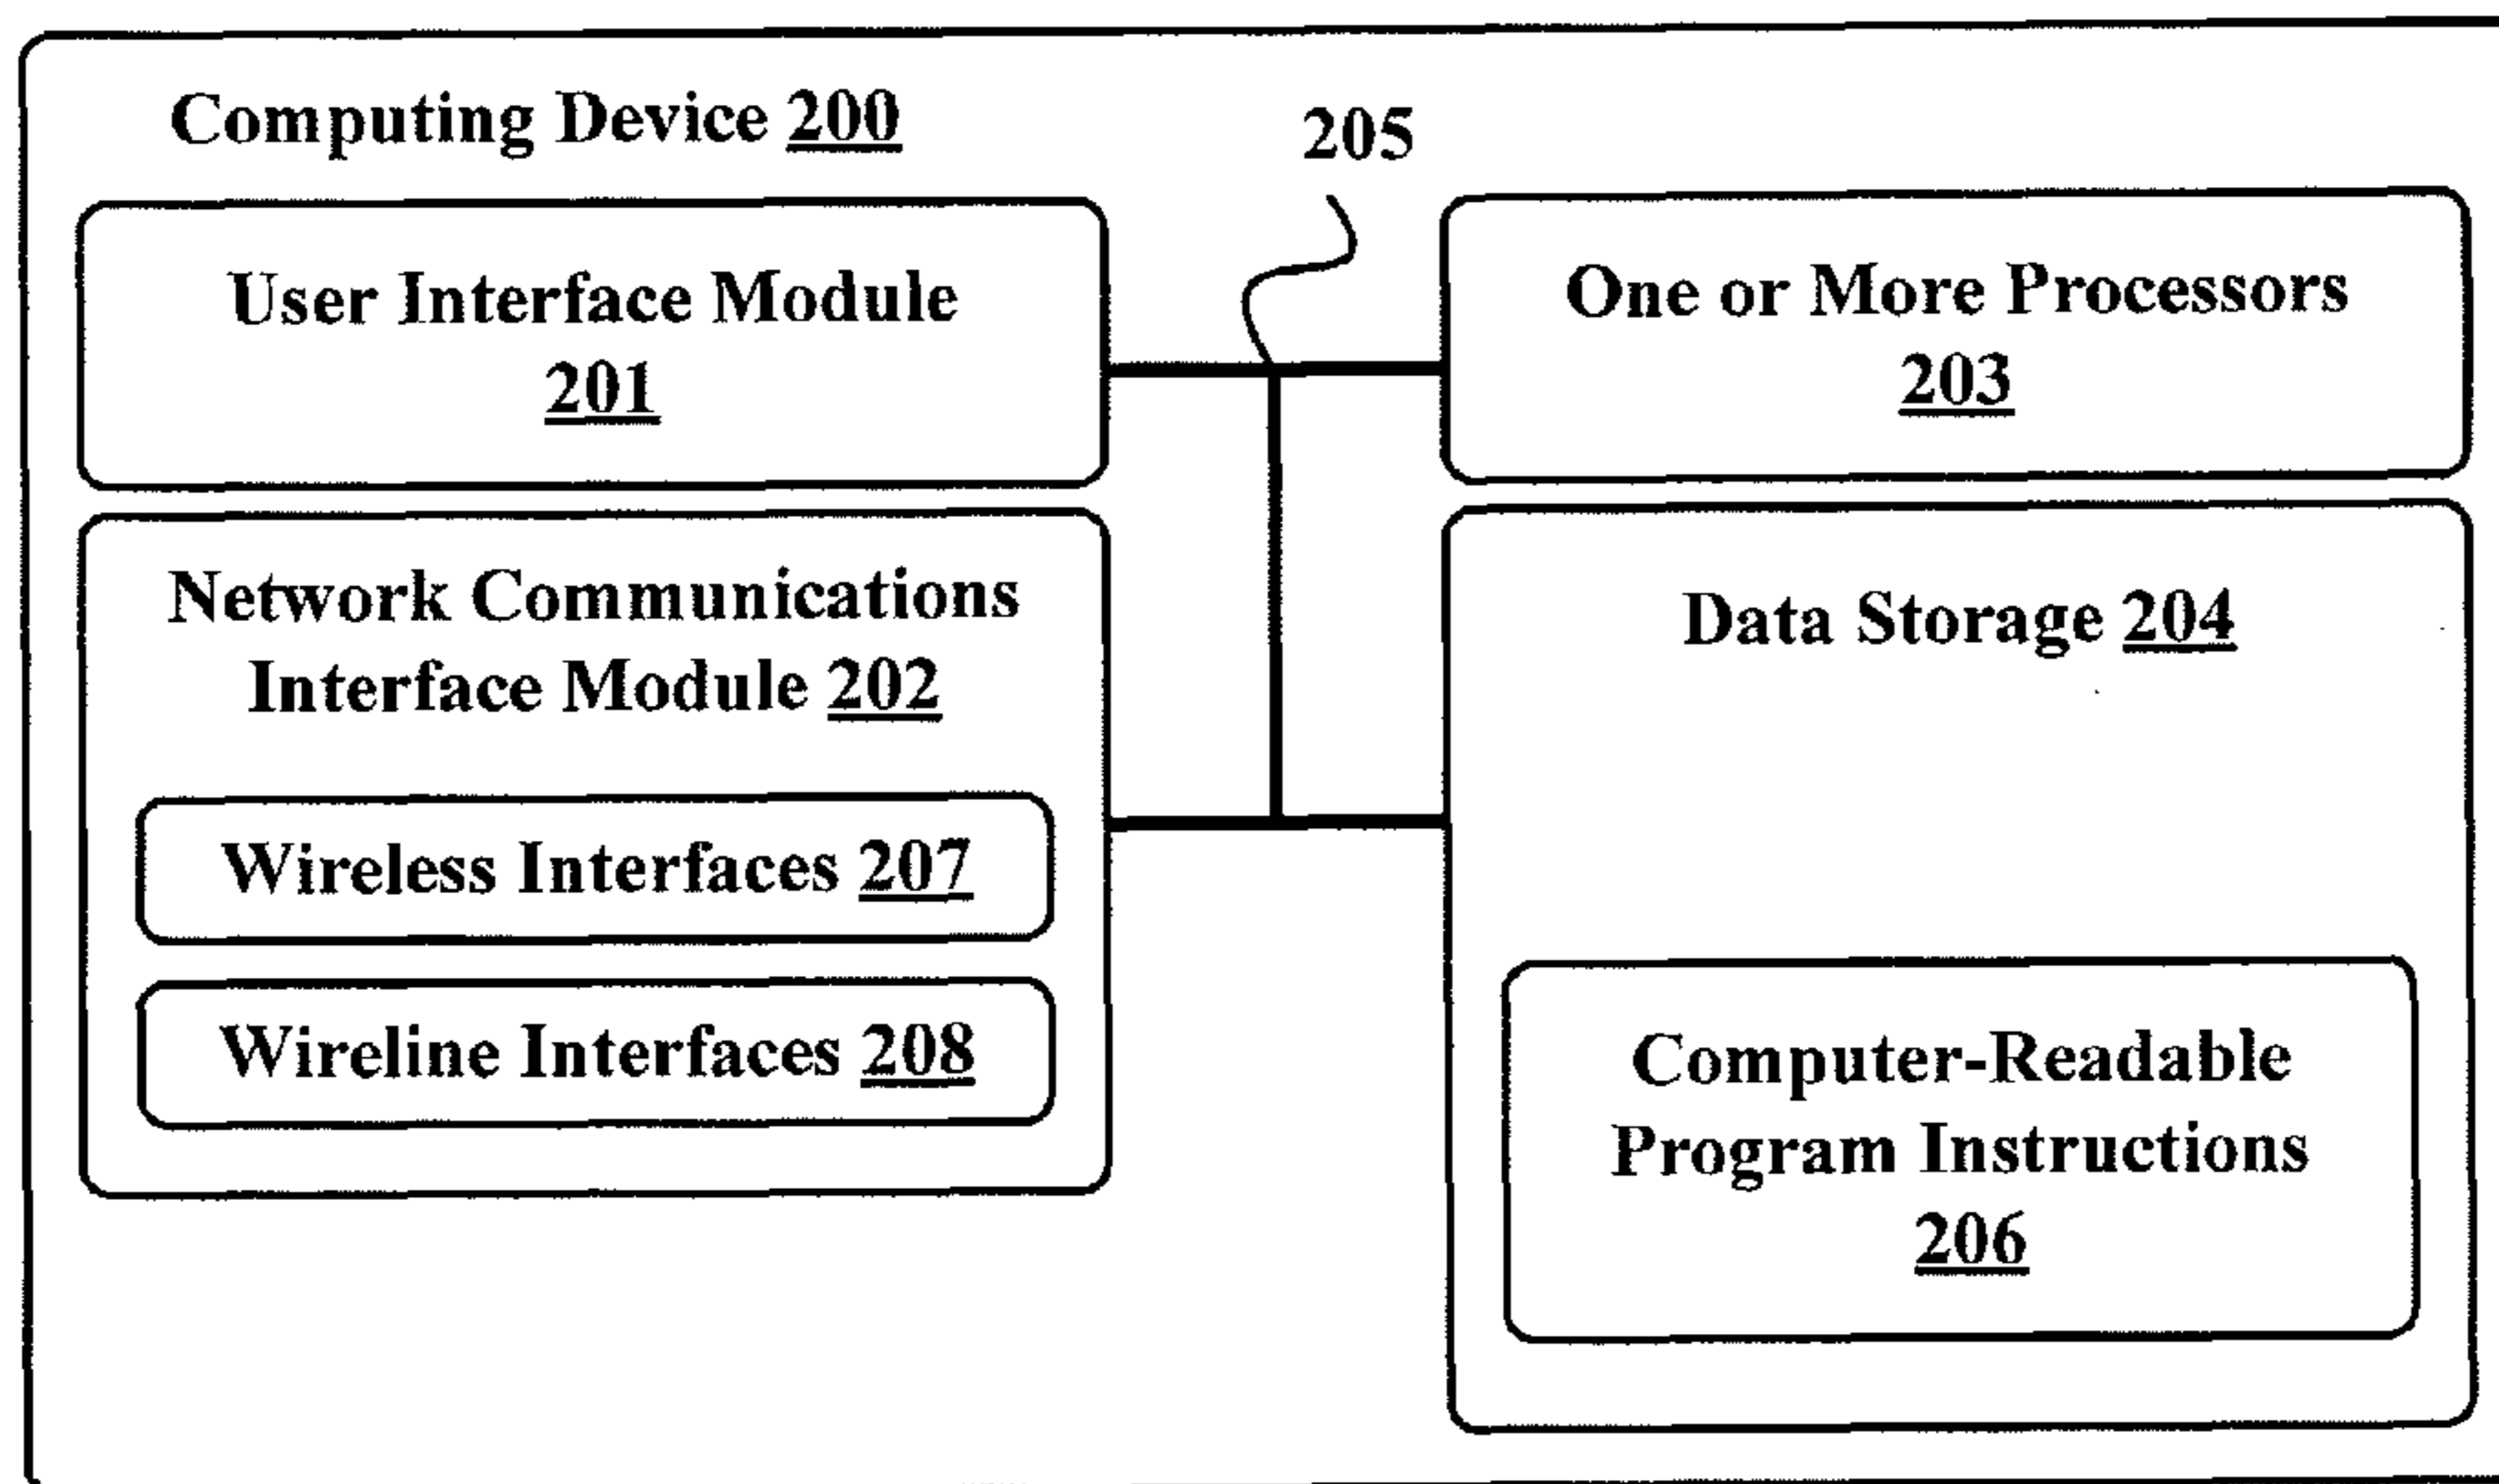 Computing Device 200
205
User Interface Module
201
One or More Processors
203
Network Communications
Interface Module 202
Wireless Interfaces 207
Wireline Interfaces 208
Data Storage 204
Computer-Readable
Program Instructions
206